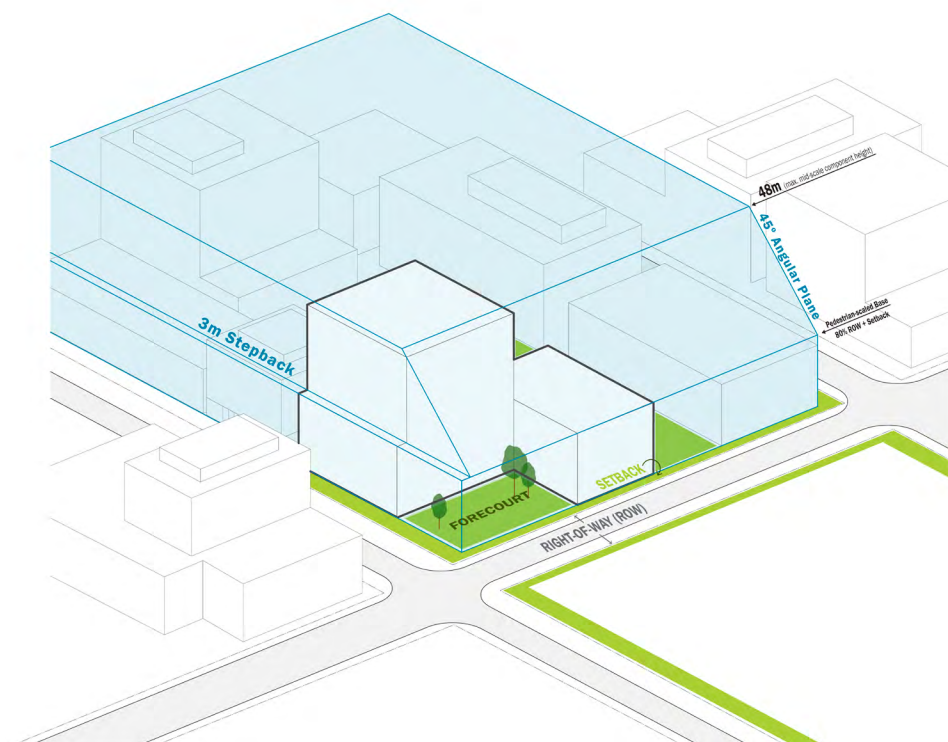 48m (max. mid-scale component height)
45° Angular Plane
Pedestrian-scaled Base
80% ROW + Setback
3m Stepback
SETBACK
FORECOURT
RIGHT-OF-WAY (ROW)